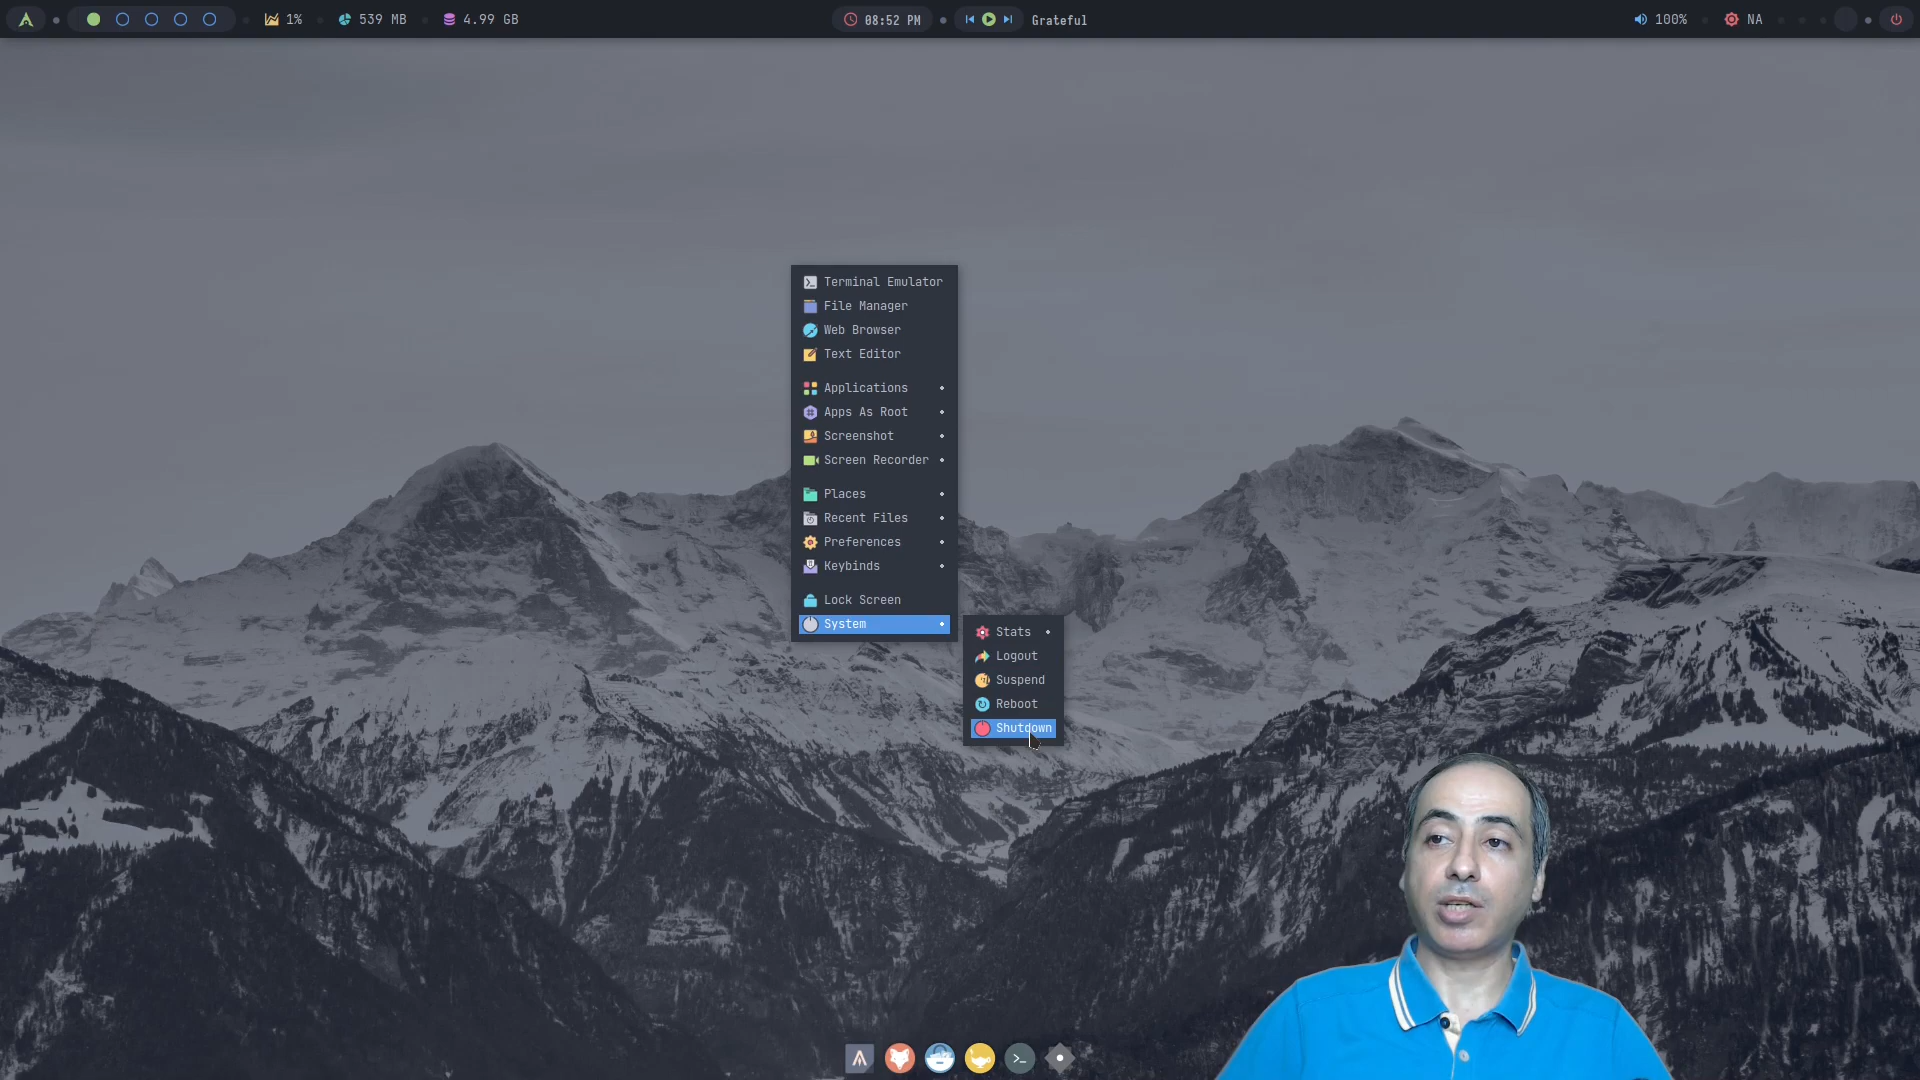 1%
539 MB
4.99 GB
08:52 PM
Grateful
100%
NA
Terminal Emulator
File Manager
Web Browser
Text Editor
Applications
Apps As Root
Screenshot
Screen Recorder
Places
Recent Files
Preferences
Keybinds
Lock Screen
System
Stats
Logout
Suspend
Reboot
Shutdown